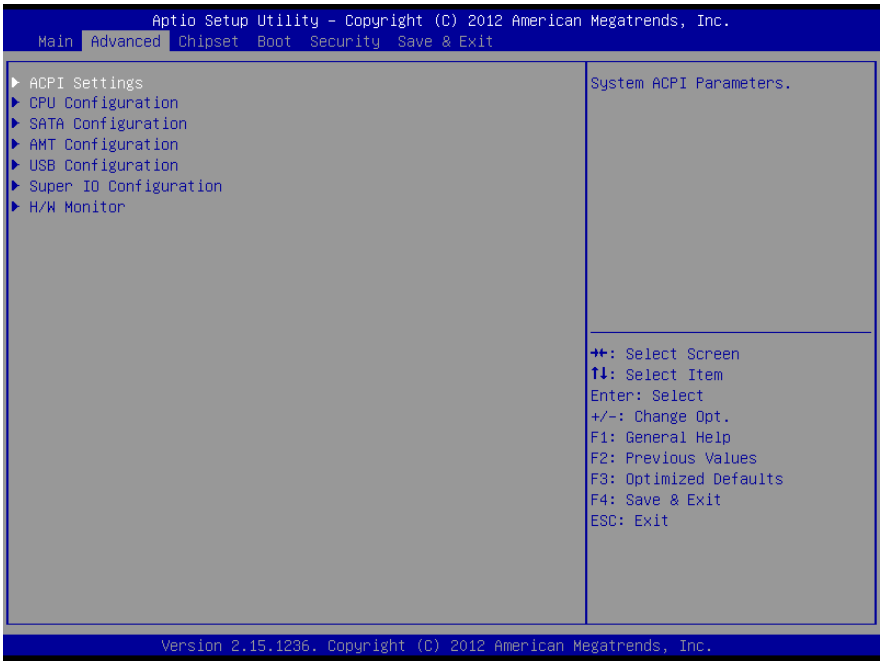 Aptio Setup Utility – Copyright (C) 2012 American Megatrends, Inc.
Main Advanced Chipset Boot Security Save & Exit
▶ ACPI Settings
▶ CPU Configuration
▶ SATA Configuration
▶ AMT Configuration
▶ USB Configuration
▶ Super IO Configuration
▶ H/W Monitor
System ACPI Parameters.
→←: Select Screen
↑↓: Select Item
Enter: Select
+/-: Change Opt.
F1: General Help
F2: Previous Values
F3: Optimized Defaults
F4: Save & Exit
ESC: Exit
Version 2.15.1236. Copyright (C) 2012 American Megatrends, Inc.